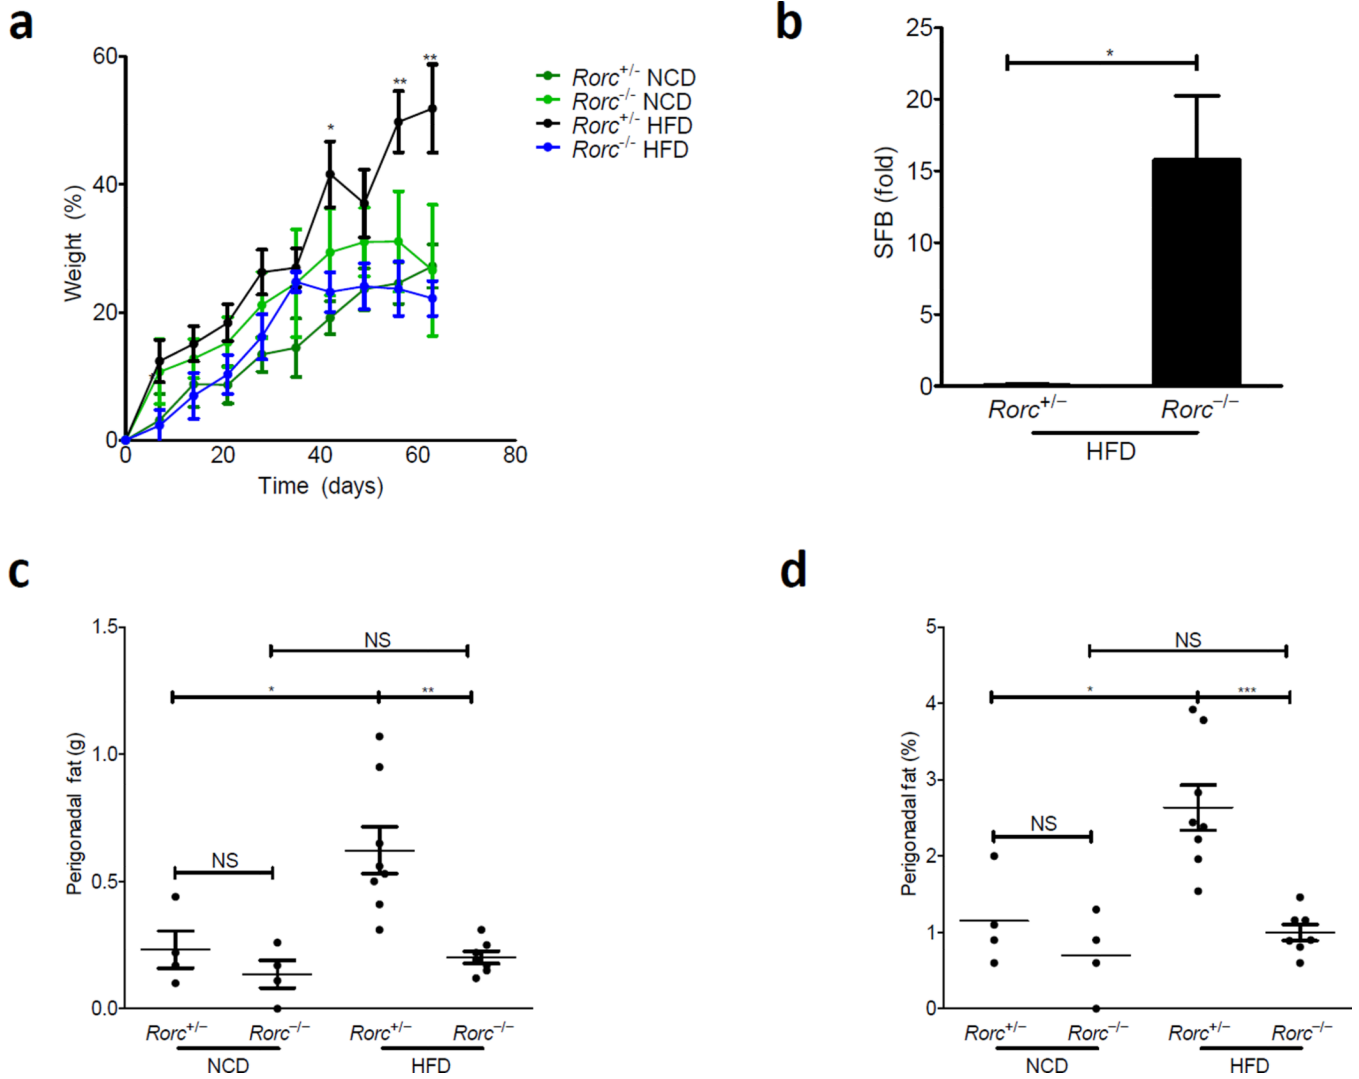 a
60
40
20
0
0 20 40 60 80
Weight (%)
Time (days)
*
*
**
**
Rorc+/- NCD
Rorc-/- NCD
Rorc+/- HFD
Rorc-/- HFD
b
25
20
15
10
5
0
SFB (fold)
*
Rorc+/– Rorc–/–
HFD
c
1.5
1.0
0.5
0.0
Perigonadal fat (g)
NS
* **
NS
Rorc+/– Rorc–/– Rorc+/– Rorc–/–
NCD HFD
d
5
4
3
2
1
0
Perigonadal fat (%)
NS
* ***
NS
Rorc+/– Rorc–/– Rorc+/– Rorc–/–
NCD HFD